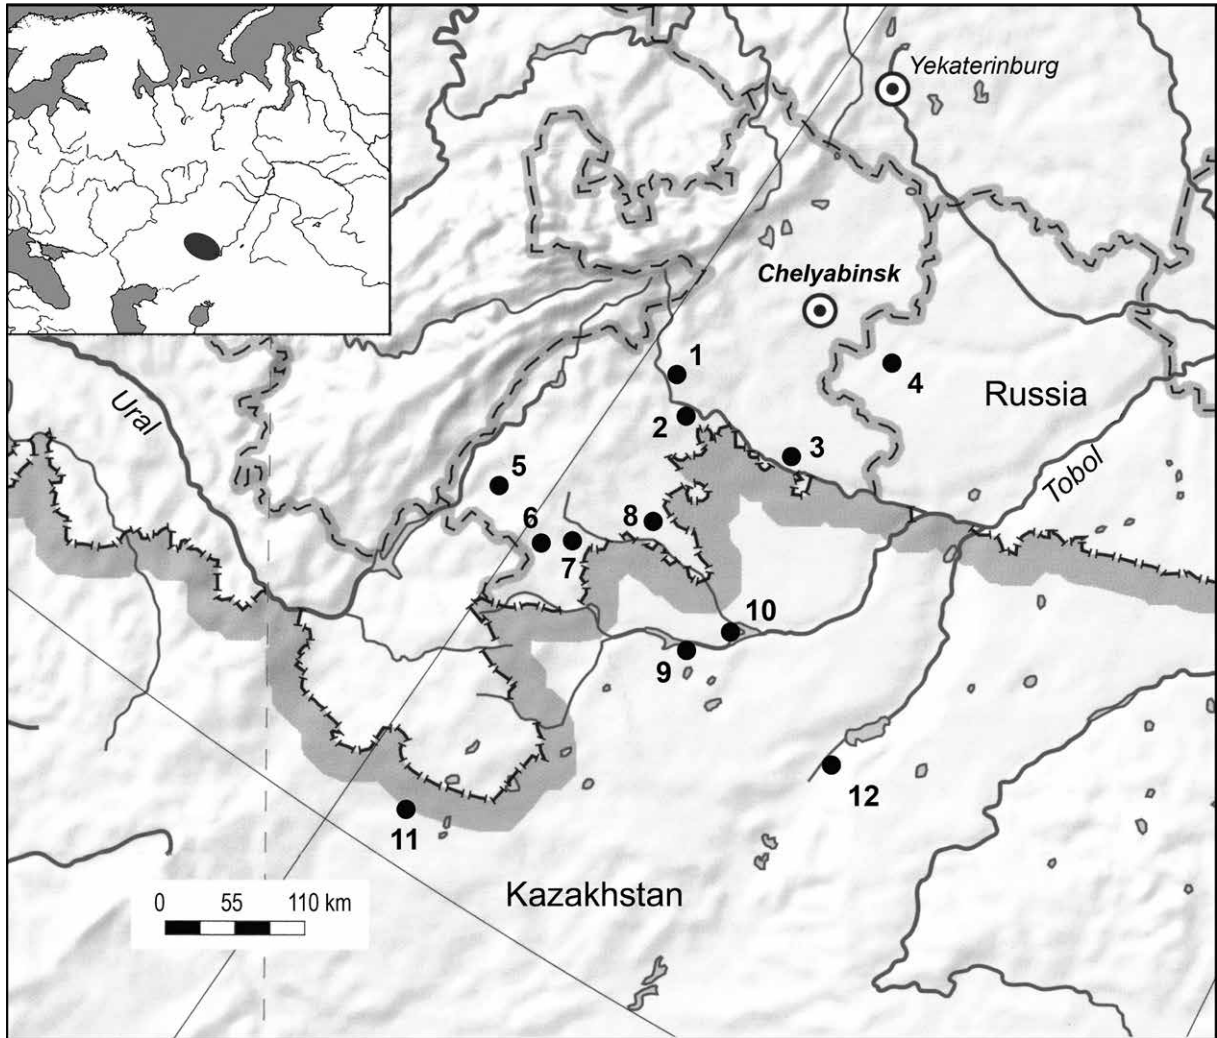 Yekaterinburg
Chelyabinsk
1
4
Russia
Ural
2
3
5
Tobol
8
6
7
10
9
12
11
Kazakhstan
0 55 110 km